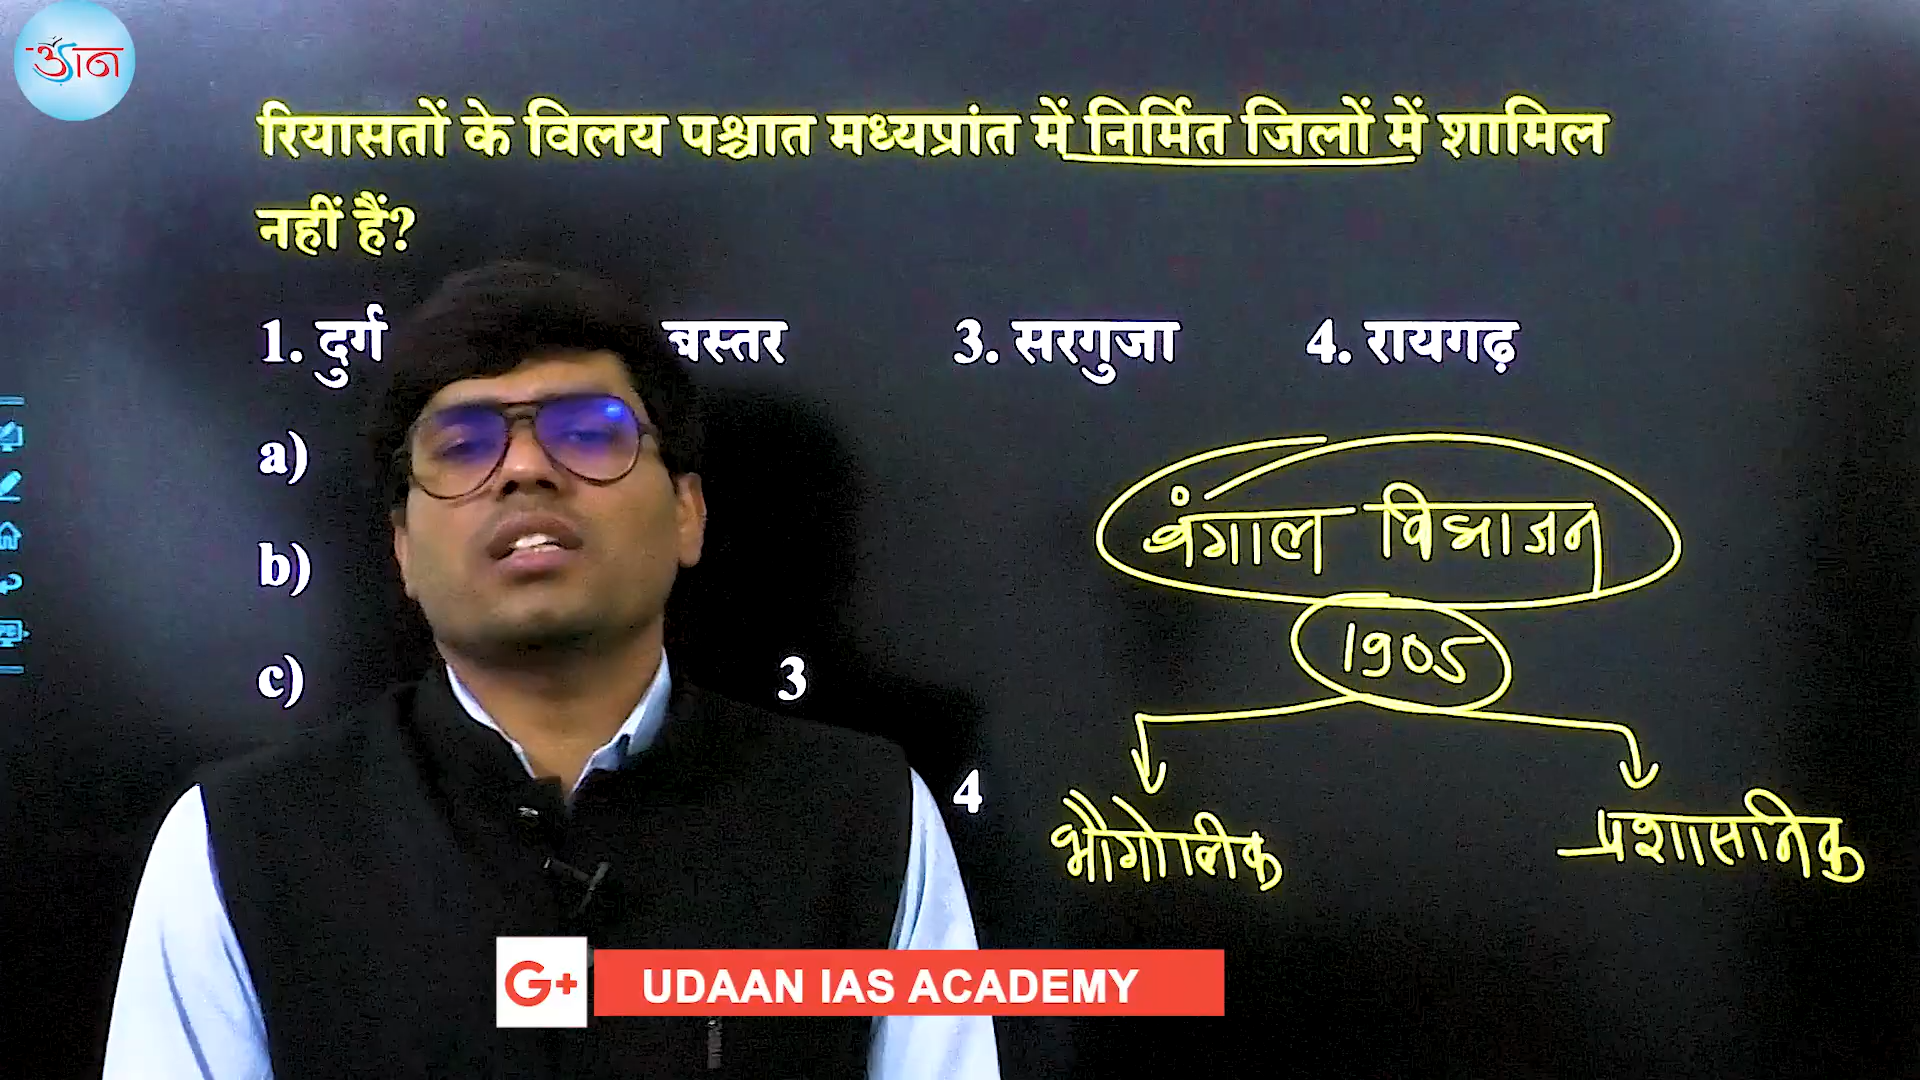 उड़ान
रियासतों के विलय पश्चात मध्यप्रांत में निर्मित जिलों में शामिल
नहीं हैं?
1. दुर्ग बस्तर 3. सरगुजा 4. रायगढ़
a)
b)
c) 3
4
बंगाल विभाजन
1905
भौगोलिक प्रशासनिक
G+ UDAAN IAS ACADEMY